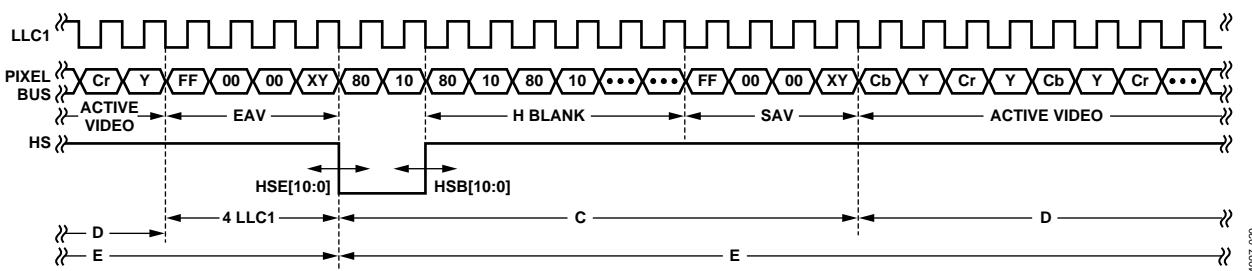 LLC1
PIXEL BUS Cr Y FF 00 00 XY 80 10 80 10 80 10 ••• ••• FF 00 00 XY Cb Y Cr Y Cb Y Cr •••
ACTIVE VIDEO EAV H BLANK SAV ACTIVE VIDEO
HS
HSE[10:0] HSB[10:0]
4 LLC1 C D
D
E E